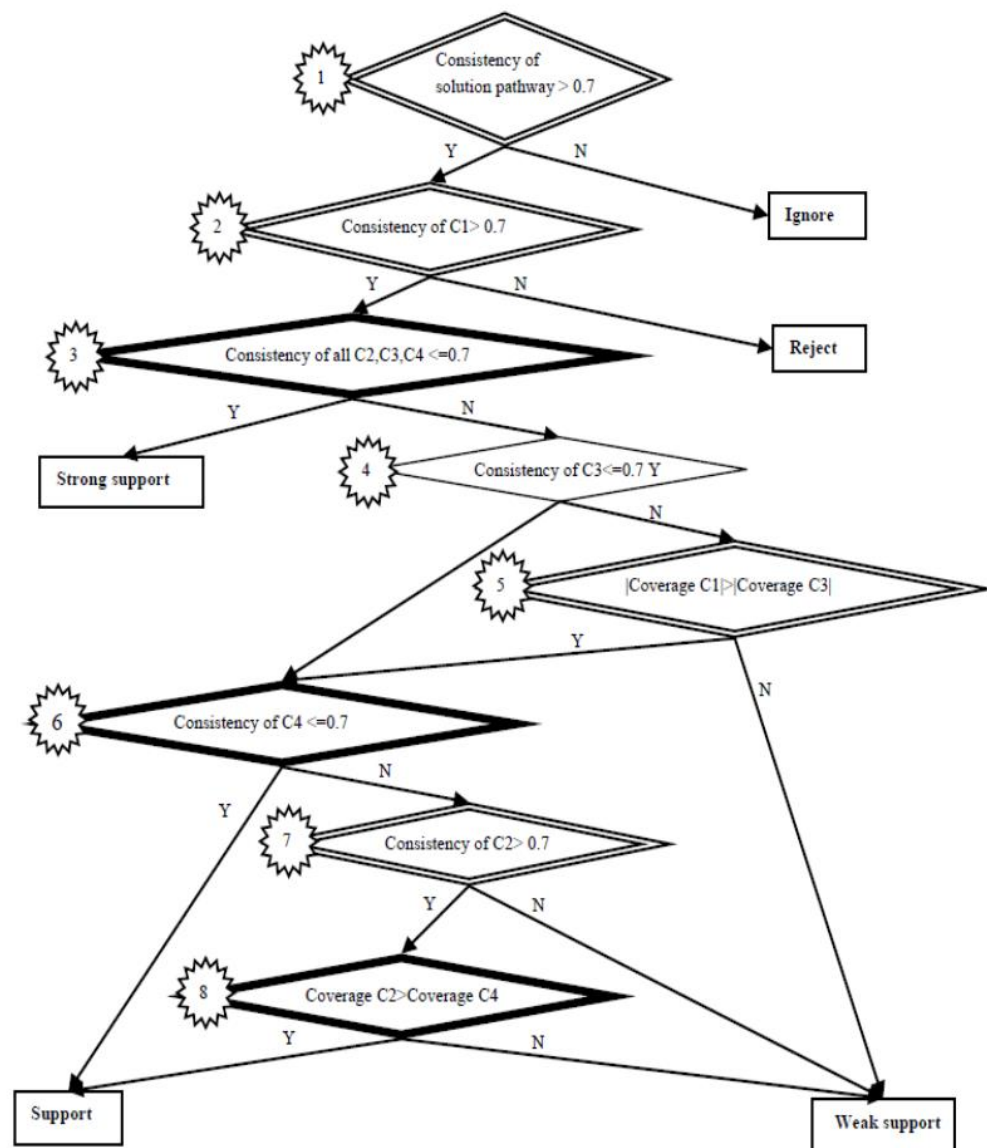 1
Consistency of
solution pathway > 0.7
Y
N
2
Consistency of C1> 0.7
Ignore
Y
N
3
Consistency of all C2,C3,C4 <=0.7
Reject
Y
N
4
Consistency of C3<=0.7 Y
Strong support
N
5
|Coverage C1|>|Coverage C3|
Y
N
6
Consistency of C4 <=0.7
Y
N
7
Consistency of C2> 0.7
Y
N
8
Coverage C2>Coverage C4
Y
N
Support
Weak support